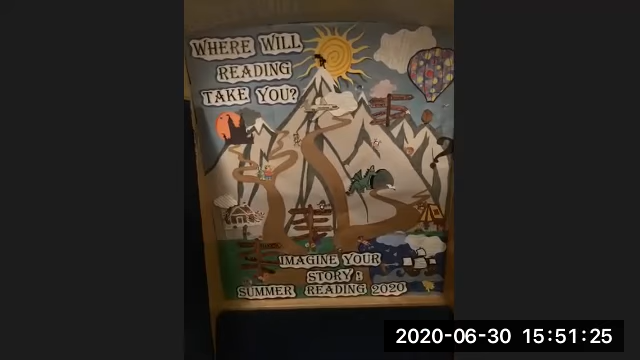 WHERE WILL
READING
TAKE YOU?
IMAGINE YOUR
STORY!
SUMMER READING 2020
2020-06-30 15:51:25